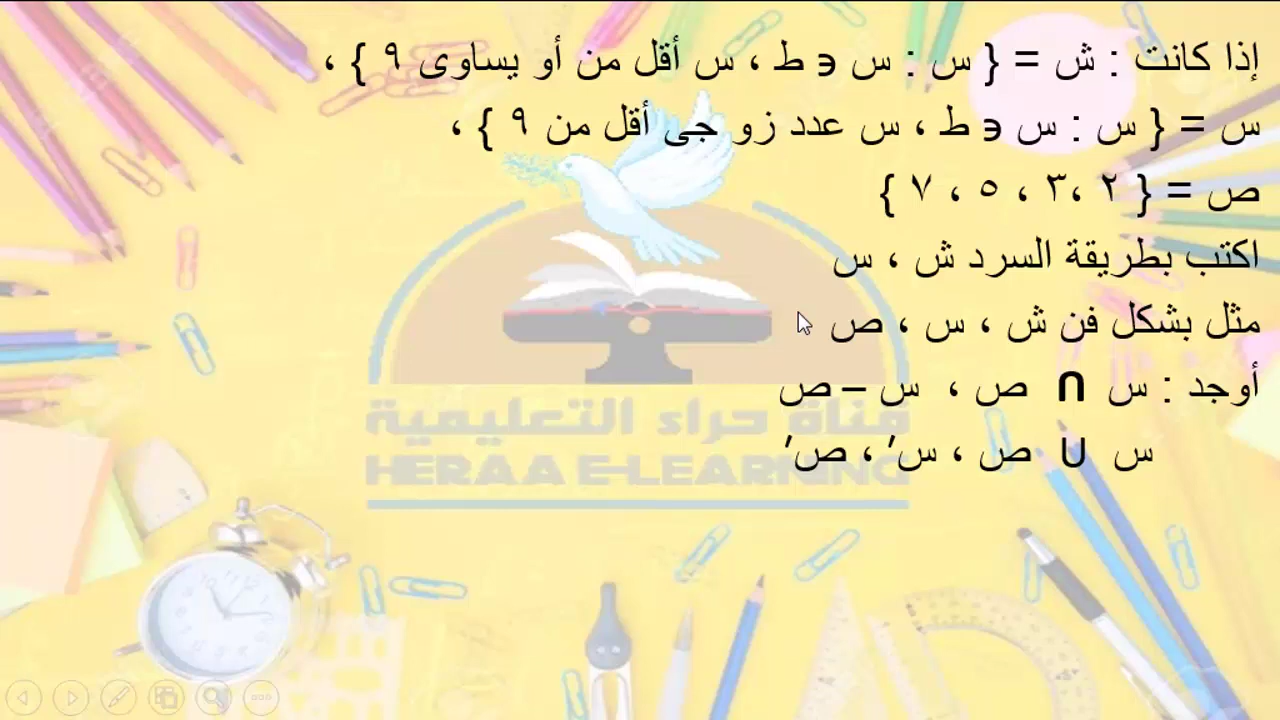 إذا كانت : ش = { س : س ∍ ط ، س أقل من أو يساوى ٩ } ،
س = { س : س ∍ ط ، س عدد زو جى أقل من ٩ } ،
ص = { ٢ ،٣ ، ٥ ، ٧ }
اكتب بطريقة السرد ش ، س
مثل بشكل فن ش ، س ، ص
أوجد : س ∩ ص ، س – ص
س ∪ ص ، س′ ، ص′
قناة حراء التعليمية
HERAA E-LEARNING